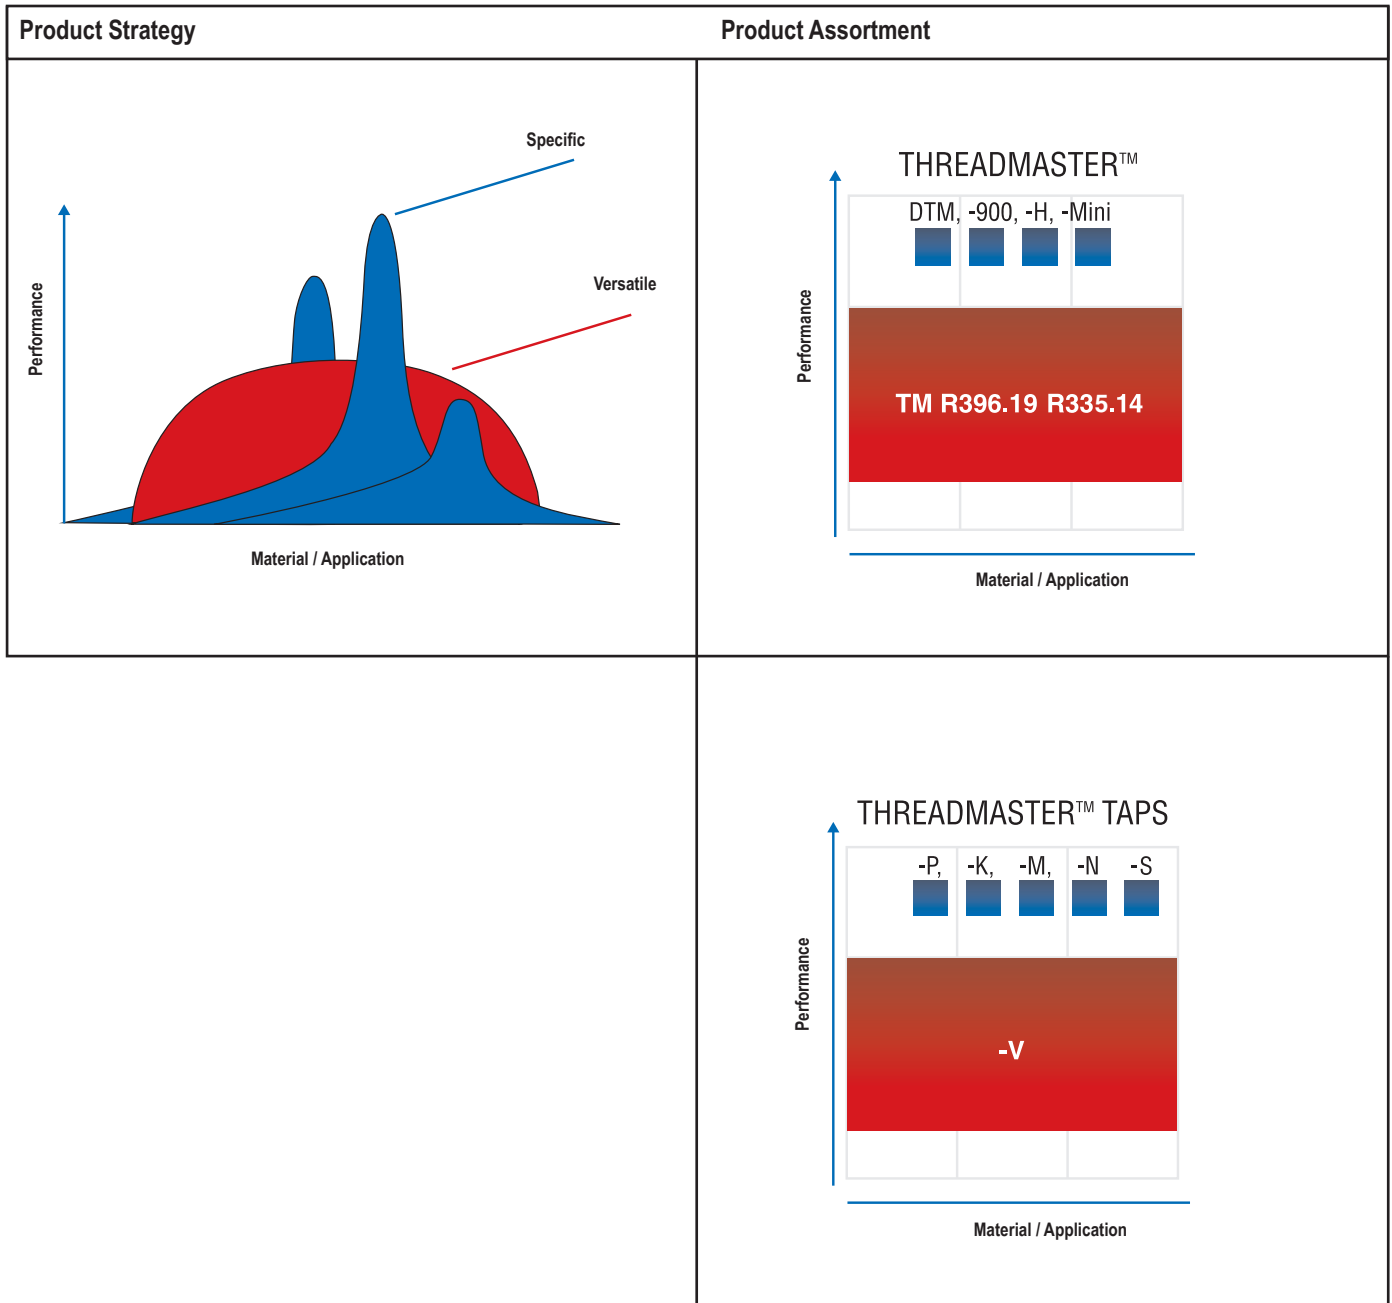 Product Strategy
Product Assortment
Specific
Versatile
Performance
Material / Application
THREADMASTER™
DTM, -900, -H, -Mini
Performance
TM R396.19 R335.14
Material / Application
THREADMASTER™ TAPS
-P, -K, -M, -N -S
Performance
-V
Material / Application